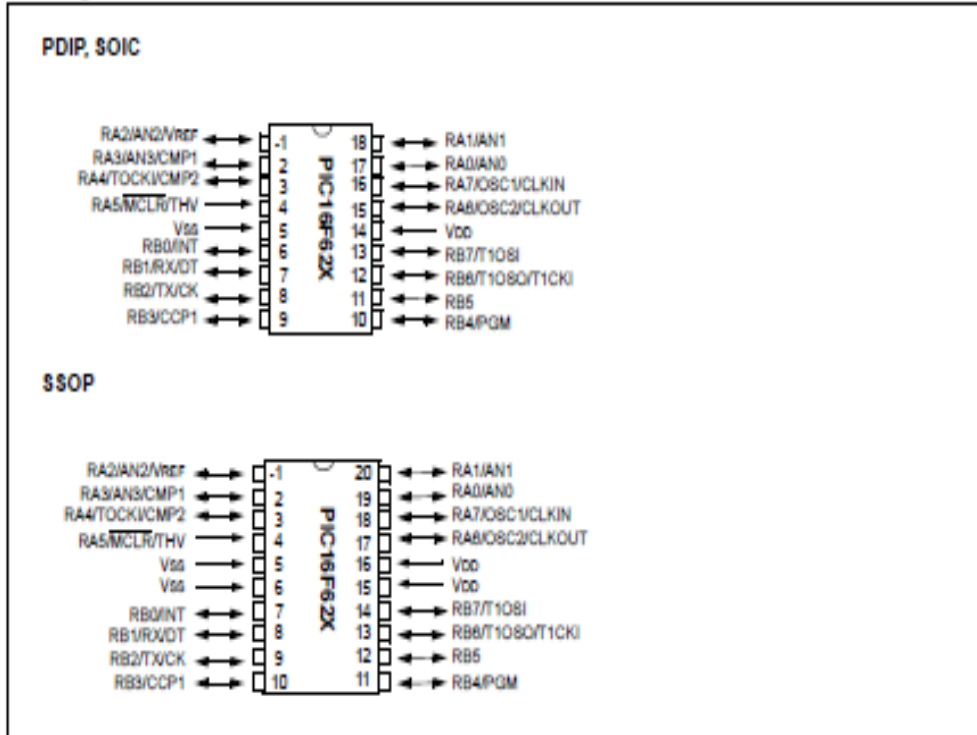 PDIP, SOIC
RA2/AN2/VREF -1 18 RA1/AN1
RA3/AN3/CMP1 2 17 RA0/AN0
RA4/TOCKI/CMP2 3 16 RA7/OSC1/CLKIN
RA5/MCLR/THV 4 15 RA6/OSC2/CLKOUT
Vss 5 14 VDD
RB0/INT 6 13 RB7/T1OSI
RB1/RX/DT 7 12 RB6/T1OSO/T1CKI
RB2/TX/CK 8 11 RB5
RB3/CCP1 9 10 RB4/PGM
PIC16F62X
SSOP
RA2/AN2/VREF -1 20 RA1/AN1
RA3/AN3/CMP1 2 19 RA0/AN0
RA4/TOCKI/CMP2 3 18 RA7/OSC1/CLKIN
RA5/MCLR/THV 4 17 RA6/OSC2/CLKOUT
Vss 5 16 VDD
Vss 6 15 VDD
RB0/INT 7 14 RB7/T1OSI
RB1/RX/DT 8 13 RB6/T1OSO/T1CKI
RB2/TX/CK 9 12 RB5
RB3/CCP1 10 11 RB4/PGM
PIC16F62X